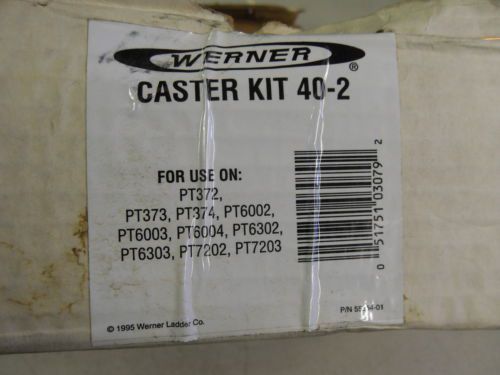 WERNER ®
CASTER KIT 40-2
FOR USE ON:
PT372,
PT373, PT374, PT6002,
PT6003, PT6004, PT6302,
PT6303, PT7202, PT7203
0 51751 03079 2
P/N
© 1995 Werner Ladder Co.